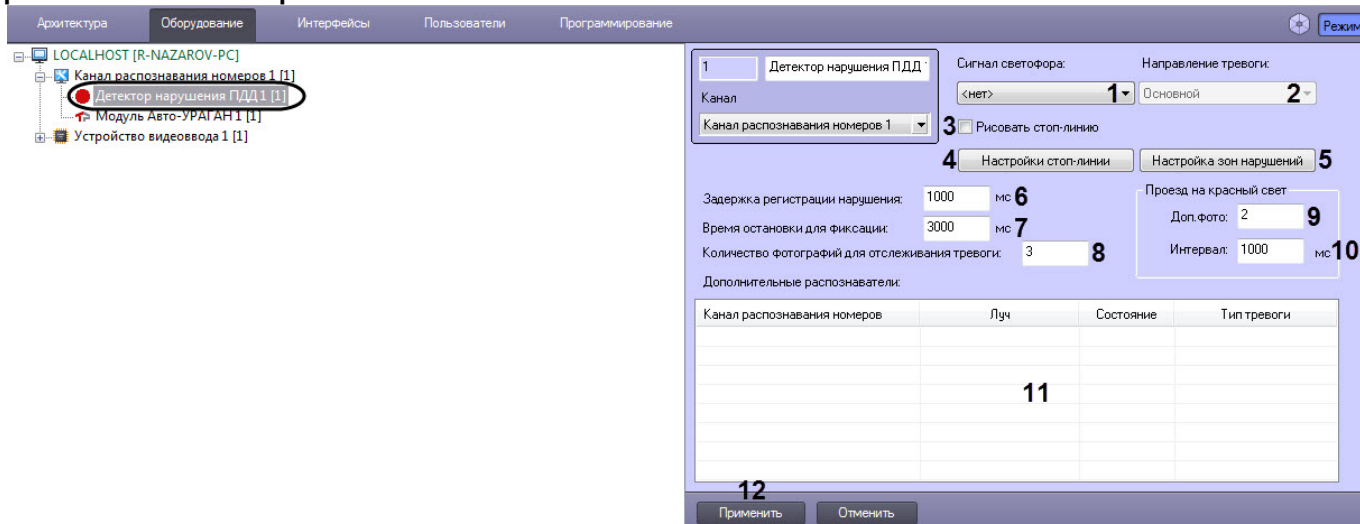 Архитектура Оборудование Интерфейсы Пользователи Программирование Режим
LOCALHOST [R-NAZAROV-PC]
Канал распознавания номеров 1 [1]
Детектор нарушения ПДД 1 [1]
Модуль Авто-УРАГАН 1 [1]
Устройство видеоввода 1 [1]
1 Детектор нарушения ПДД
Канал
Канал распознавания номеров 1
Сигнал светофора: Направление тревоги:
<нет> 1 Основной 2
3 Рисовать стоп-линию
4 Настройки стоп-линии Настройка зон нарушений 5
Задержка регистрации нарушения: 1000 мс 6
Время остановки для фиксации: 3000 мс 7
Количество фотографий для отслеживания тревоги: 3 8
Проезд на красный свет
Доп.фото: 2 9
Интервал: 1000 мс 10
Дополнительные распознаватели:
Канал распознавания номеров Луч Состояние Тип тревоги
11
12
Применить Отменить